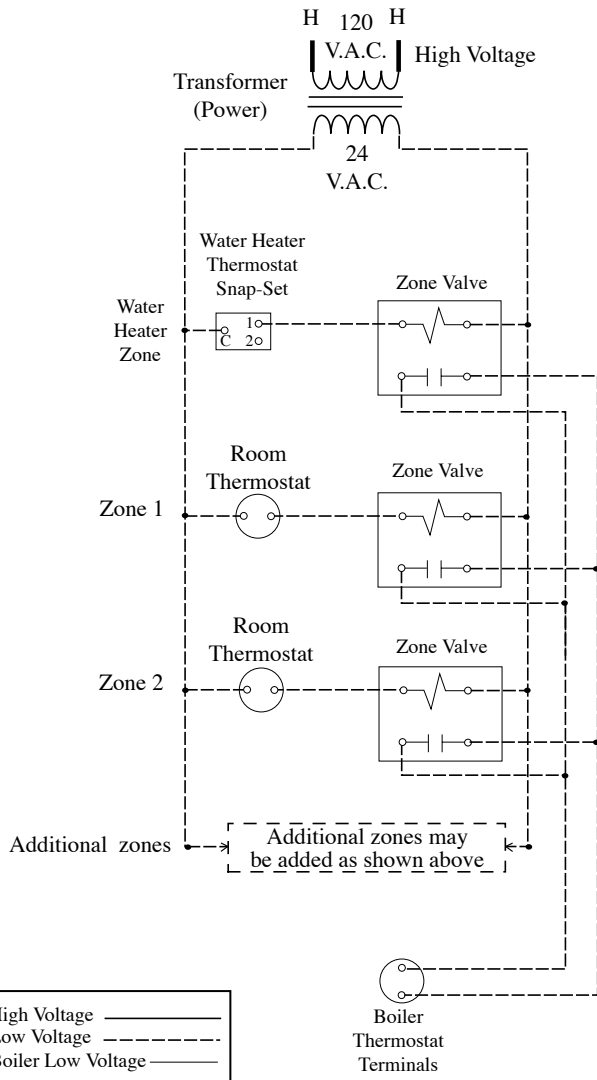 H 120 H
V.A.C.
High Voltage
Transformer
(Power)
24
V.A.C.
Water Heater
Thermostat
Snap-Set
Zone Valve
Water
Heater
Zone
1
C 2
Room
Thermostat
Zone Valve
Zone 1
Room
Thermostat
Zone Valve
Zone 2
Additional zones
Additional zones may
be added as shown above
High Voltage
Low Voltage
Boiler Low Voltage
Boiler
Thermostat
Terminals